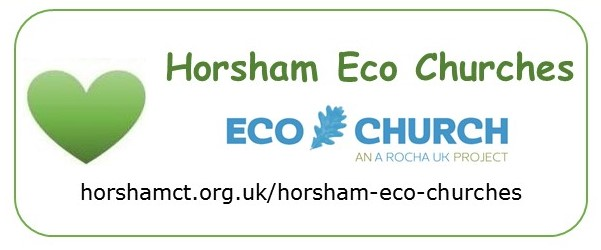 Horsham Eco Churches
ECO CHURCH
AN A ROCHA UK PROJECT
horshamct.org.uk/horsham-eco-churches